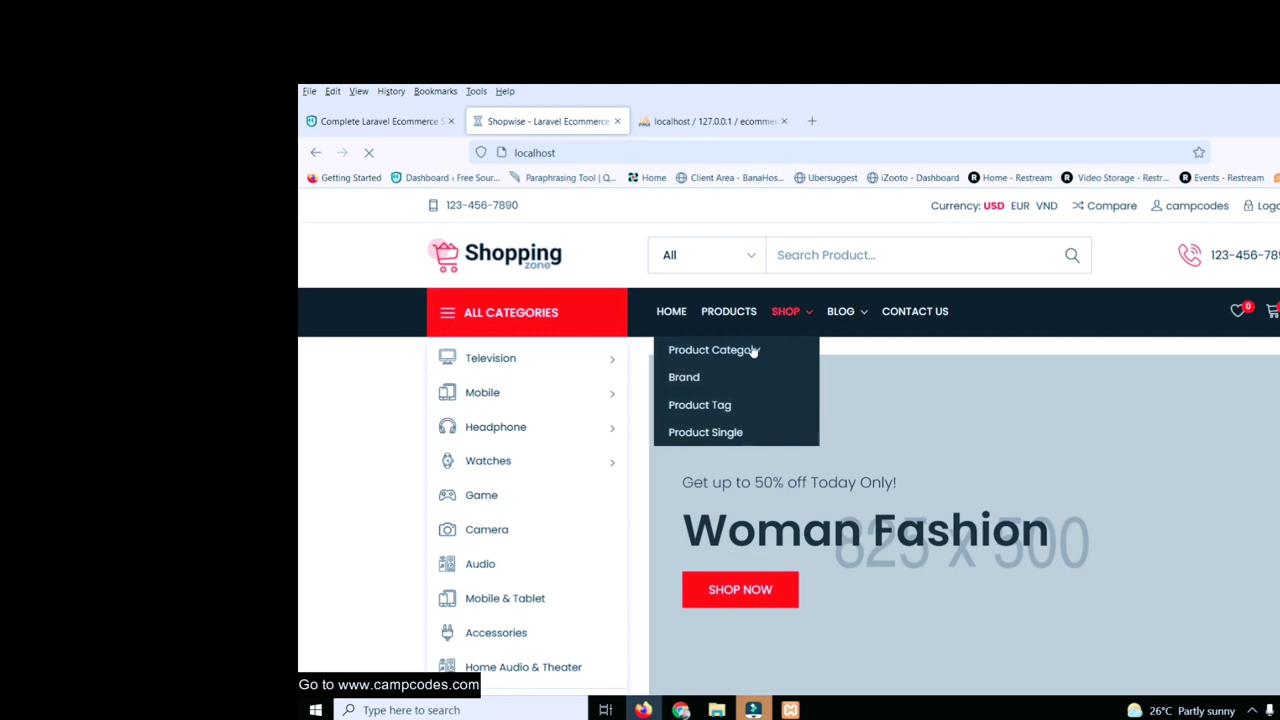 File Edit View History Bookmarks Tools Help
Complete Laravel Ecommerce S
Shopwise - Laravel Ecommerce
localhost / 127.0.0.1 / ecomme
localhost
Getting Started Dashboard ‹ Free Sour... Paraphrasing Tool | Q... Home Client Area - BanaHos... Ubersuggest iZooto - Dashboard Home - Restream Video Storage - Restr... Events - Restream
123-456-7890
Currency: USD EUR VND Compare campcodes Logo
Shopping
zone
All
Search Product...
123-456-789
ALL CATEGORIES
HOME PRODUCTS SHOP BLOG CONTACT US
0
Television
Mobile
Headphone
Watches
Game
Camera
Audio
Mobile & Tablet
Accessories
Home Audio & Theater
Product Category
Brand
Product Tag
Product Single
Get up to 50% off Today Only!
Woman Fashion
825 x 500
SHOP NOW
Go to www.campcodes.com
Type here to search
26°C Partly sunny